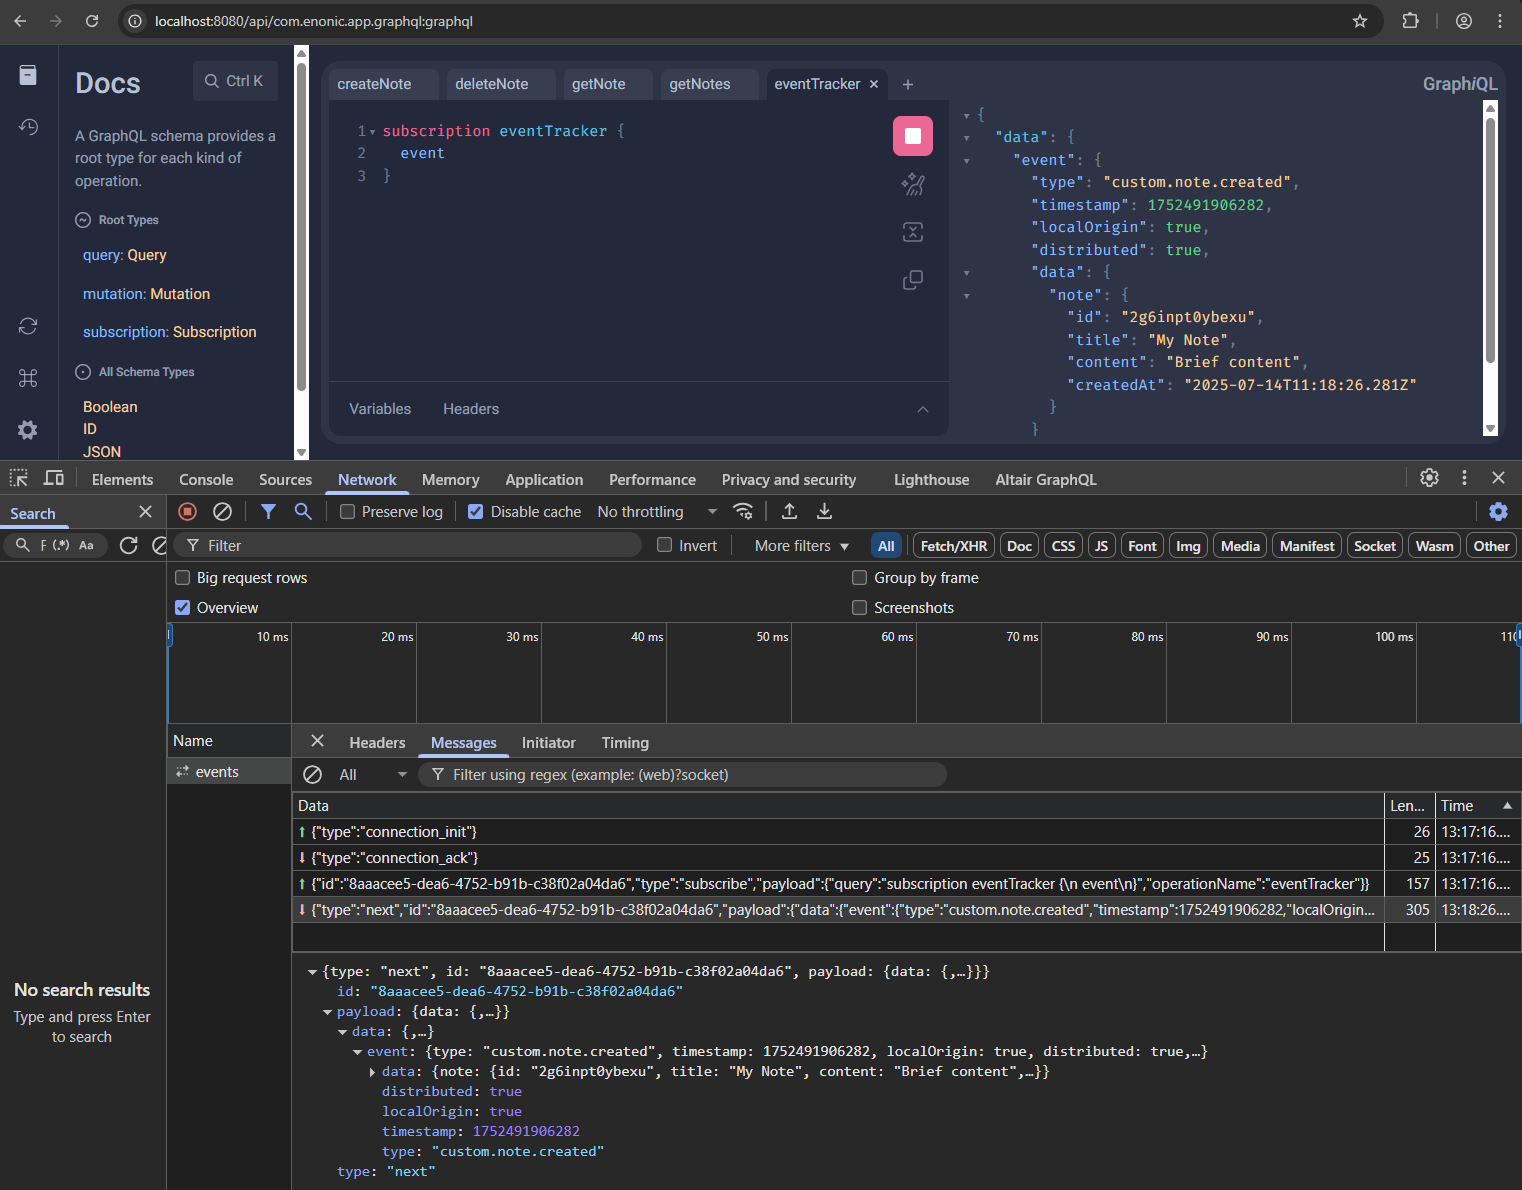 localhost:8080/api/com.enonic.app.graphql:graphql
Docs
Ctrl K
A GraphQL schema provides a
root type for each kind of
operation.
Root Types
query: Query
mutation: Mutation
subscription: Subscription
All Schema Types
Boolean
ID
JSON
createNote
deleteNote
getNote
getNotes
eventTracker
GraphiQL
1 subscription eventTracker {
2 event
3 }
Variables
Headers
{
"data": {
"event": {
"type": "custom.note.created",
"timestamp": 1752491906282,
"localOrigin": true,
"distributed": true,
"data": {
"note": {
"id": "2g6inpt0ybexu",
"title": "My Note",
"content": "Brief content",
"createdAt": "2025-07-14T11:18:26.281Z"
}
}
Elements Console Sources Network Memory Application Performance Privacy and security Lighthouse Altair GraphQL
Search
Preserve log
Disable cache
No throttling
F (.*) Aa
Filter
Invert
More filters
All Fetch/XHR Doc CSS JS Font Img Media Manifest Socket Wasm Other
Big request rows
Group by frame
Overview
Screenshots
10 ms 20 ms 30 ms 40 ms 50 ms 60 ms 70 ms 80 ms 90 ms 100 ms 110
No search results
Type and press Enter
to search
Name
events
Headers Messages Initiator Timing
All
Filter using regex (example: (web)?socket)
Data Len... Time
{"type":"connection_init"} 26 13:17:16....
{"type":"connection_ack"} 25 13:17:16....
{"id":"8aaacee5-dea6-4752-b91b-c38f02a04da6","type":"subscribe","payload":{"query":"subscription eventTracker {\n event\n}","operationName":"eventTracker"}} 157 13:17:16....
{"type":"next","id":"8aaacee5-dea6-4752-b91b-c38f02a04da6","payload":{"data":{"event":{"type":"custom.note.created","timestamp":1752491906282,"localOrigin... 305 13:18:26....
{type: "next", id: "8aaacee5-dea6-4752-b91b-c38f02a04da6", payload: {data: {,…}}}
id: "8aaacee5-dea6-4752-b91b-c38f02a04da6"
payload: {data: {,…}}
data: {,…}
event: {type: "custom.note.created", timestamp: 1752491906282, localOrigin: true, distributed: true,…}
data: {note: {id: "2g6inpt0ybexu", title: "My Note", content: "Brief content",…}}
distributed: true
localOrigin: true
timestamp: 1752491906282
type: "custom.note.created"
type: "next"